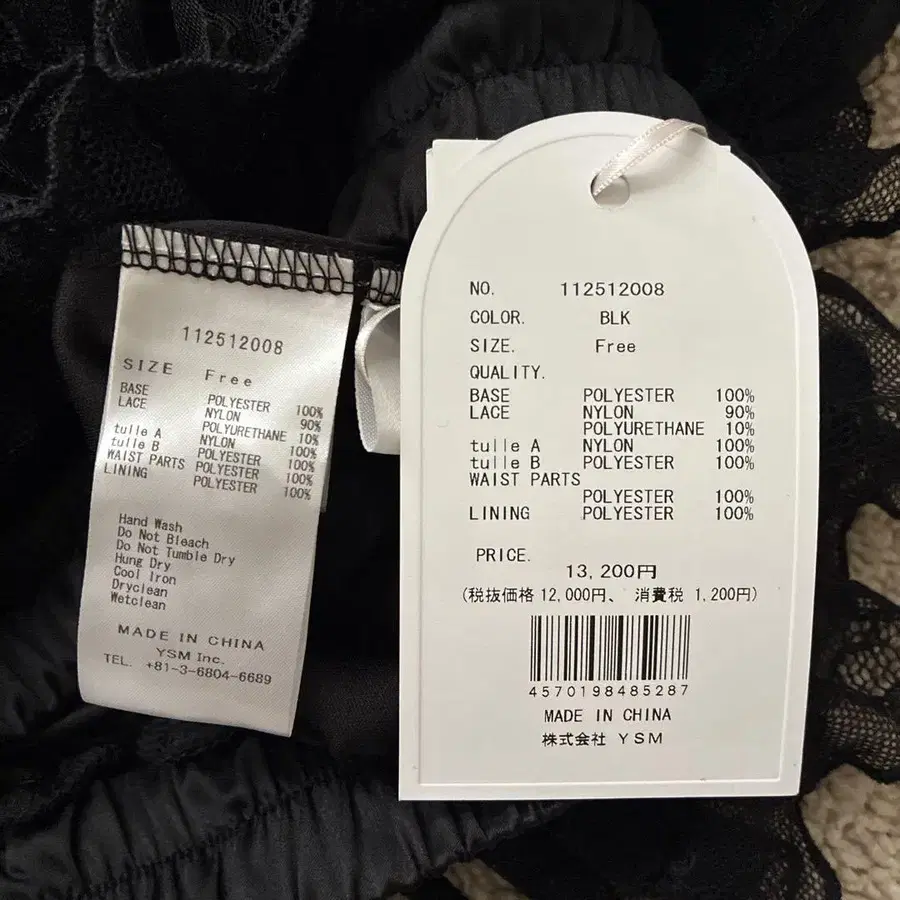 112512008
SIZE Free
BASE POLYESTER 100%
LACE NYLON 90%
POLYURETHANE 10%
tulle A NYLON 100%
tulle B POLYESTER 100%
WAIST PARTS POLYESTER 100%
LINING POLYESTER 100%
Hand Wash
Do Not Bleach
Do Not Tumble Dry
Hung Dry
Cool Iron
Dryclean
Wetclean
MADE IN CHINA
YSM Inc.
TEL. +81-3-6804-6689
NO. 112512008
COLOR. BLK
SIZE. Free
QUALITY.
BASE POLYESTER 100%
LACE NYLON 90%
POLYURETHANE 10%
tulle A NYLON 100%
tulle B POLYESTER 100%
WAIST PARTS
POLYESTER 100%
LINING POLYESTER 100%
PRICE.
13,200円
(税抜価格 12,000円、 消費税 1,200円)
4570198485287
MADE IN CHINA
株式会社 YSM